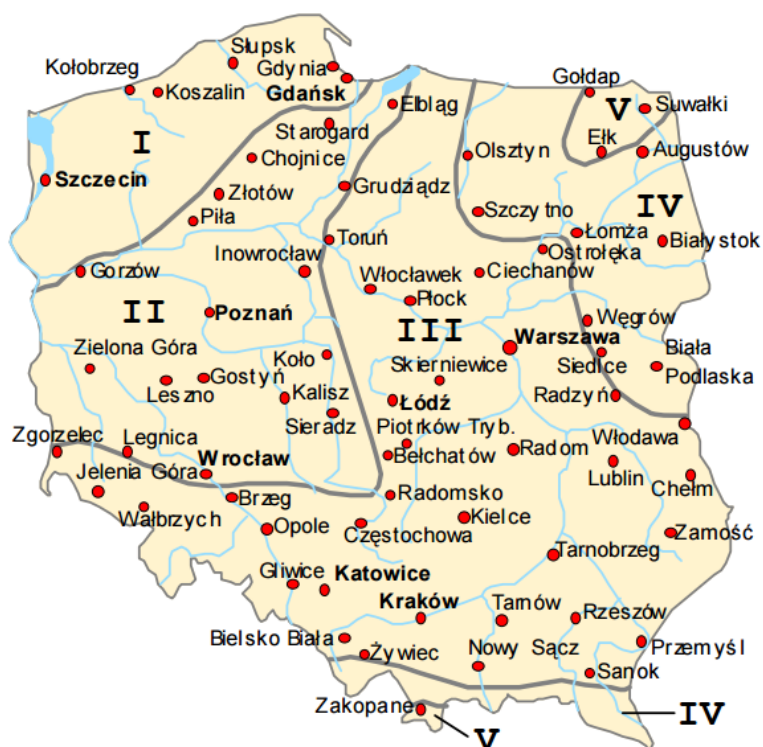 Słupsk
Kołobrzeg
Gdynia
Gołdap
Koszalin
Gdańsk
Elbląg
V
Suwałki
I
Starogard
Ełk
Chojnice
Olsztyn
Augustów
Szczecin
Złotów
Grudziądz
Piła
Szczytno
IV
Łomża
Toruń
Białystok
Inowrocław
Ostrołęka
Gorzów
Włocławek
Ciechanów
II
Płock
Poznań
III
Węgrów
Warszawa
Zielona Góra
Koło
Skierniewice
Siedlce
Biała
Podlaska
Leszno
Gostyń
Kalisz
Łódź
Radzyń
Sieradz
Piotrków Tryb.
Zgorzelec
Legnica
Włodawa
Wrocław
Bełchatów
Radom
Jelenia Góra
Lublin
Chełm
Brzeg
Radomsko
Wałbrzych
Opole
Częstochowa
Kielce
Zamość
Tarnobrzeg
Gliwice
Katowice
Kraków
Tarnów
Rzeszów
Bielsko Biała
Żywiec
Nowy Sącz
Przemyśl
Sanok
Zakopane
V
IV